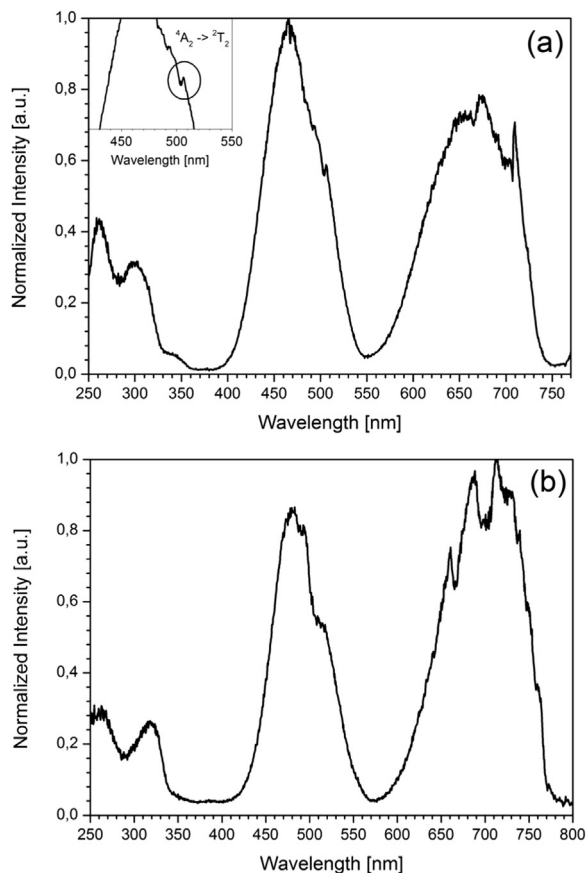 ⁴A₂ -> ²T₂
(a)
450 500 550
Wavelength [nm]
Normalized Intensity [a.u.]
1,0
0,8
0,6
0,4
0,2
0,0
250 300 350 400 450 500 550 600 650 700 750
Wavelength [nm]
(b)
Normalized Intensity [a.u.]
1,0
0,8
0,6
0,4
0,2
0,0
250 300 350 400 450 500 550 600 650 700 750 800
Wavelength [nm]